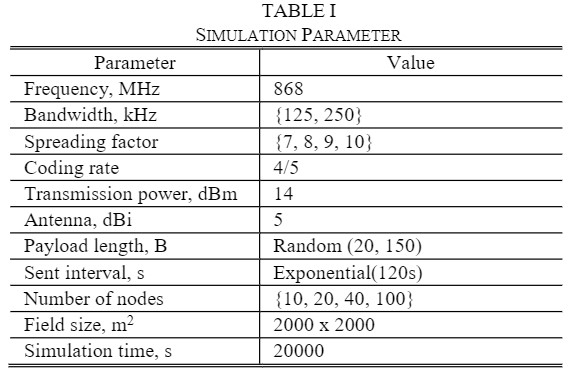 TABLE I
SIMULATION PARAMETER
Parameter Value
Frequency, MHz 868
Bandwidth, kHz {125, 250}
Spreading factor {7, 8, 9, 10}
Coding rate 4/5
Transmission power, dBm 14
Antenna, dBi 5
Payload length, B Random (20, 150)
Sent interval, s Exponential(120s)
Number of nodes {10, 20, 40, 100}
Field size, m² 2000 x 2000
Simulation time, s 20000